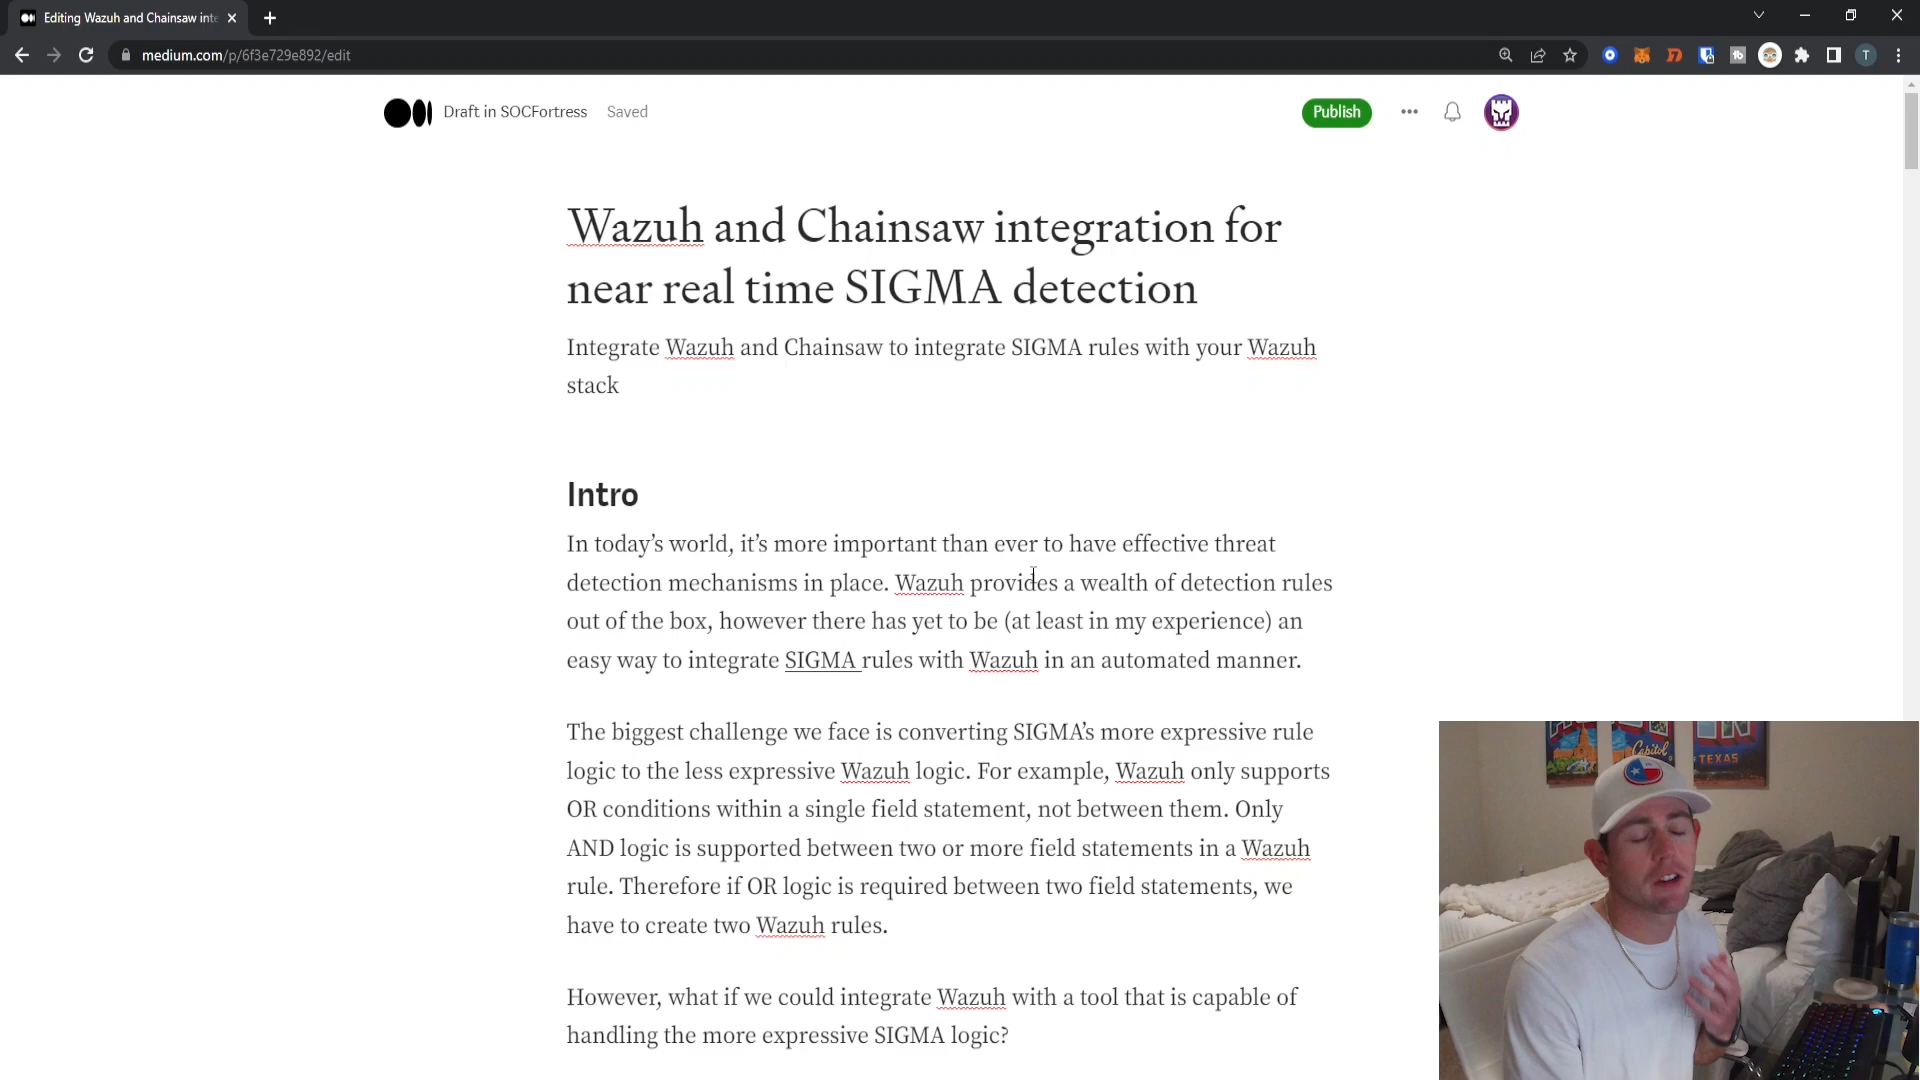 Editing Wazuh and Chainsaw inte
medium.com/p/6f3e729e892/edit
T
Draft in SOCFortress Saved
Publish
Wazuh and Chainsaw integration for
near real time SIGMA detection
Integrate Wazuh and Chainsaw to integrate SIGMA rules with your Wazuh
stack
Intro
In today’s world, it’s more important than ever to have effective threat
detection mechanisms in place. Wazuh provides a wealth of detection rules
out of the box, however there has yet to be (at least in my experience) an
easy way to integrate SIGMA rules with Wazuh in an automated manner.
The biggest challenge we face is converting SIGMA’s more expressive rule
logic to the less expressive Wazuh logic. For example, Wazuh only supports
OR conditions within a single field statement, not between them. Only
AND logic is supported between two or more field statements in a Wazuh
rule. Therefore if OR logic is required between two field statements, we
have to create two Wazuh rules.
However, what if we could integrate Wazuh with a tool that is capable of
handling the more expressive SIGMA logic?
Capitol
TEXAS